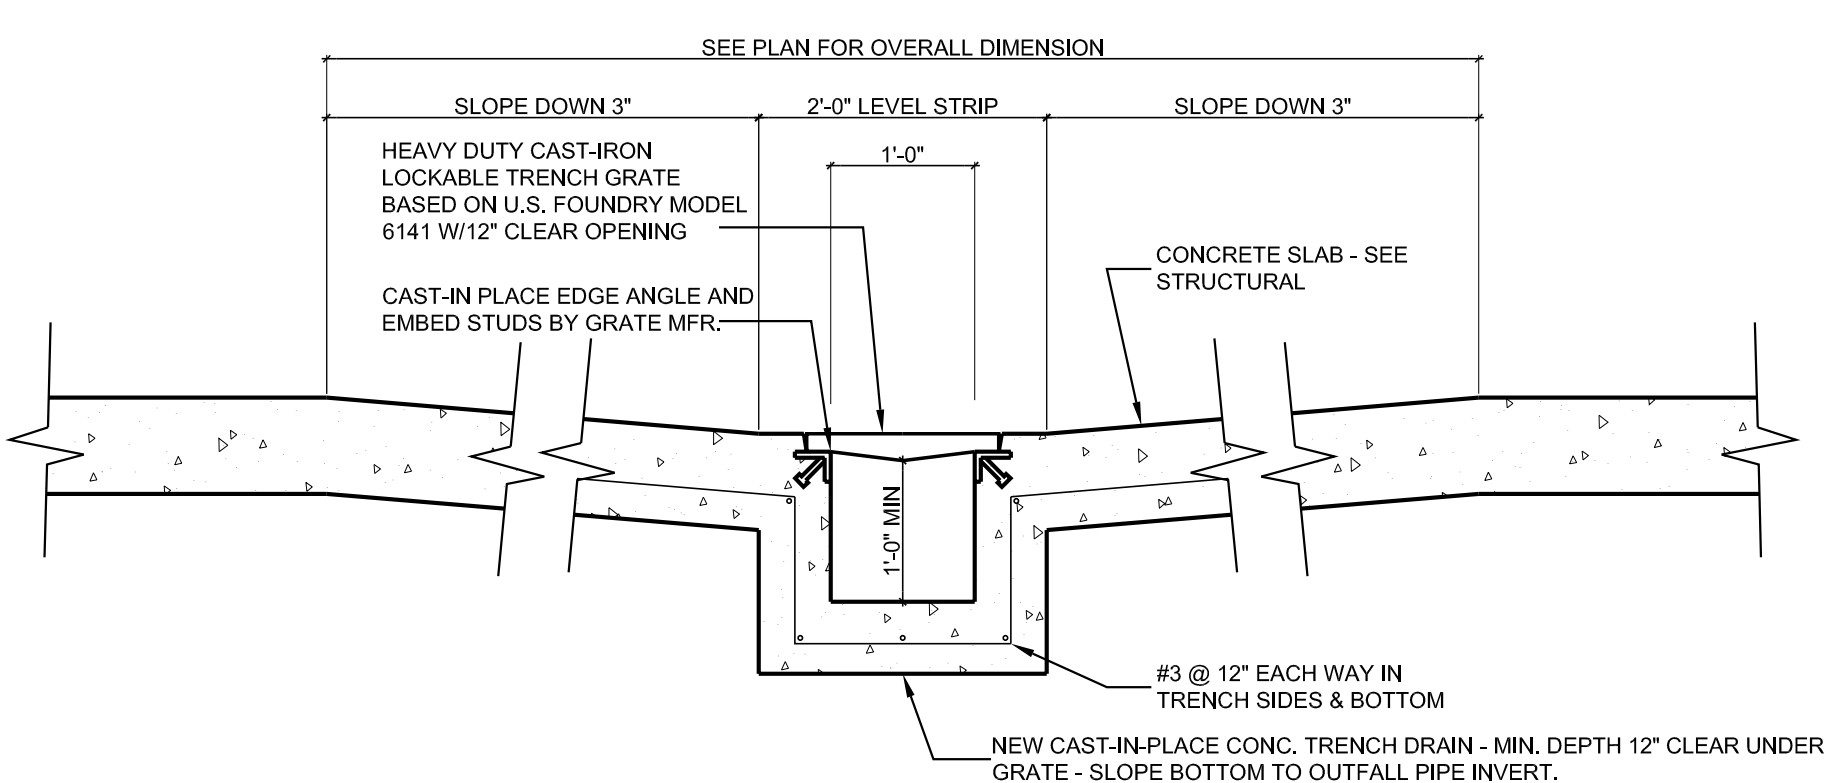 SEE PLAN FOR OVERALL DIMENSION
SLOPE DOWN 3"
2'-0" LEVEL STRIP
SLOPE DOWN 3"
HEAVY DUTY CAST-IRON
LOCKABLE TRENCH GRATE
BASED ON U.S. FOUNDRY MODEL
6141 W/12" CLEAR OPENING
1'-0"
CONCRETE SLAB - SEE
STRUCTURAL
CAST-IN PLACE EDGE ANGLE AND
EMBED STUDS BY GRATE MFR.
1'-0" MIN
#3 @ 12" EACH WAY IN
TRENCH SIDES & BOTTOM
NEW CAST-IN-PLACE CONC. TRENCH DRAIN - MIN. DEPTH 12" CLEAR UNDER
GRATE - SLOPE BOTTOM TO OUTFALL PIPE INVERT.